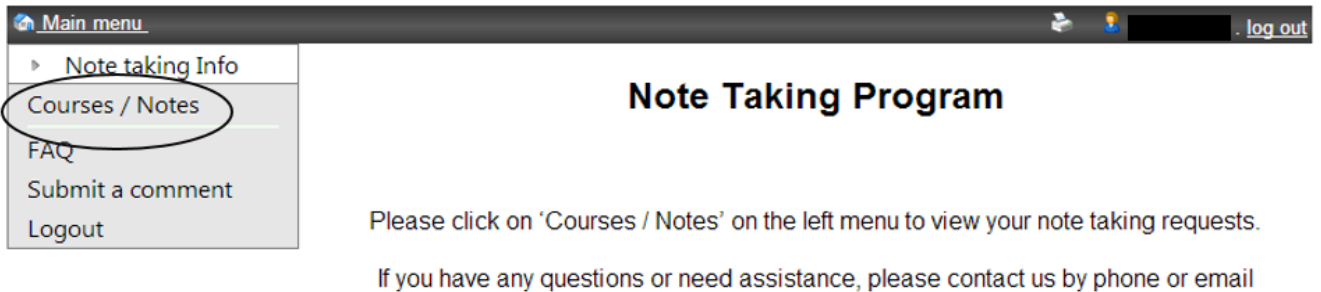 Main menu
. log out
Note taking Info
Courses / Notes
FAQ
Submit a comment
Logout
Note Taking Program
Please click on ‘Courses / Notes’ on the left menu to view your note taking requests.
If you have any questions or need assistance, please contact us by phone or email